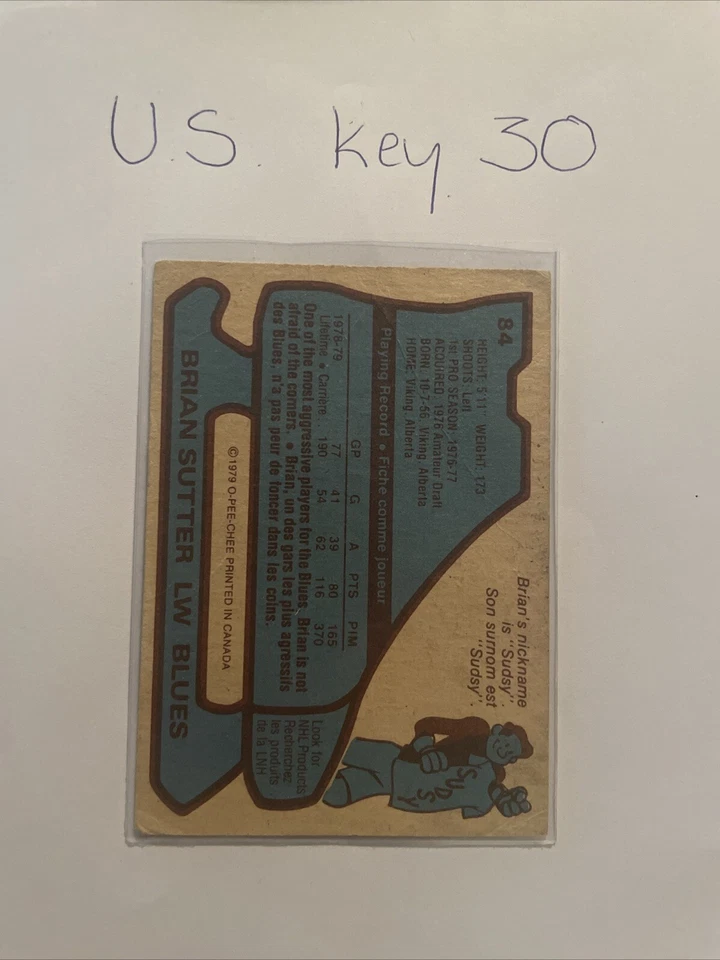 U.S. Key 30
84
HEIGHT: 5'11" WEIGHT: 173
SHOOTS: Left
1st PRO SEASON: 1976-77
ACQUIRED: 1976 Amateur Draft
BORN: 10-7-56 Viking, Alberta
HOME: Viking, Alberta
Brian's nickname
is "Sudsy".
Son surnom est
"Sudsy".
SUDSY
Playing Record • Fiche comme joueur
GP G A PTS PIM
1978-79 77 41 39 80 165
Lifetime • Carrière: 190 54 62 116 370
One of the most aggressive players for the Blues, Brian is not
afraid of the corners. • Brian, un des gars les plus agressifs
des Blues, n'a pas peur de foncer dans les coins.
Look for
NHL Products
Recherchez
les produits
de la LNH
©1979 O-PEE-CHEE PRINTED IN CANADA
BRIAN SUTTER LW BLUES